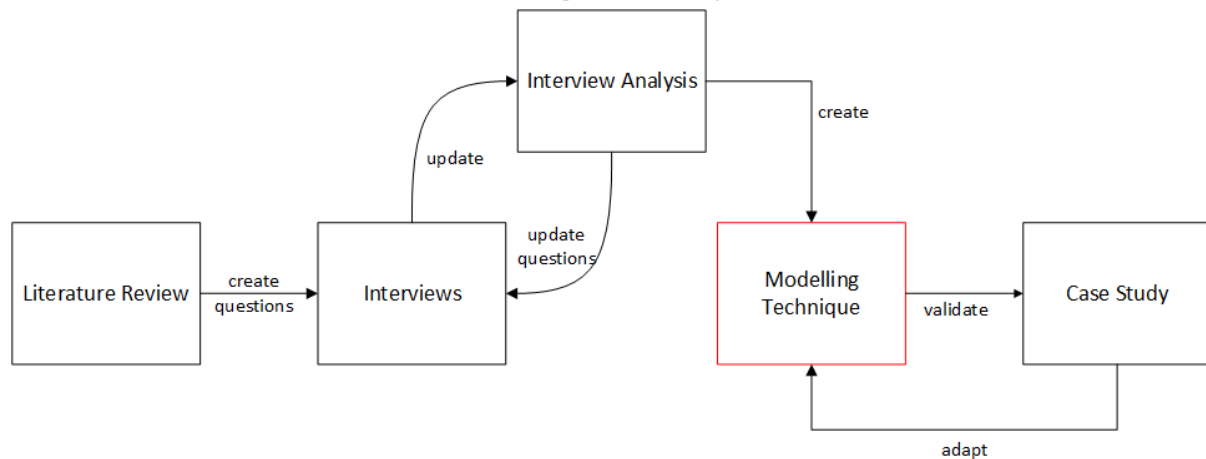 Interview Analysis
create
update
update
questions
Literature Review
create
questions
Interviews
Modelling
Technique
validate
Case Study
adapt